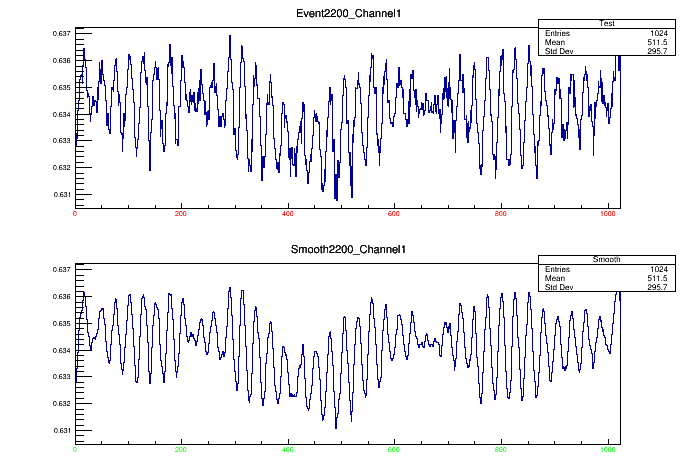 Event2200_Channel1
Test
Entries 1024
Mean 511.5
Std Dev 295.7
0.637
0.636
0.635
0.634
0.633
0.632
0.631
0 200 400 600 800 1000
Smooth2200_Channel1
Smooth
Entries 1024
Mean 511.5
Std Dev 295.7
0.637
0.636
0.635
0.634
0.633
0.632
0.631
0 200 400 600 800 1000